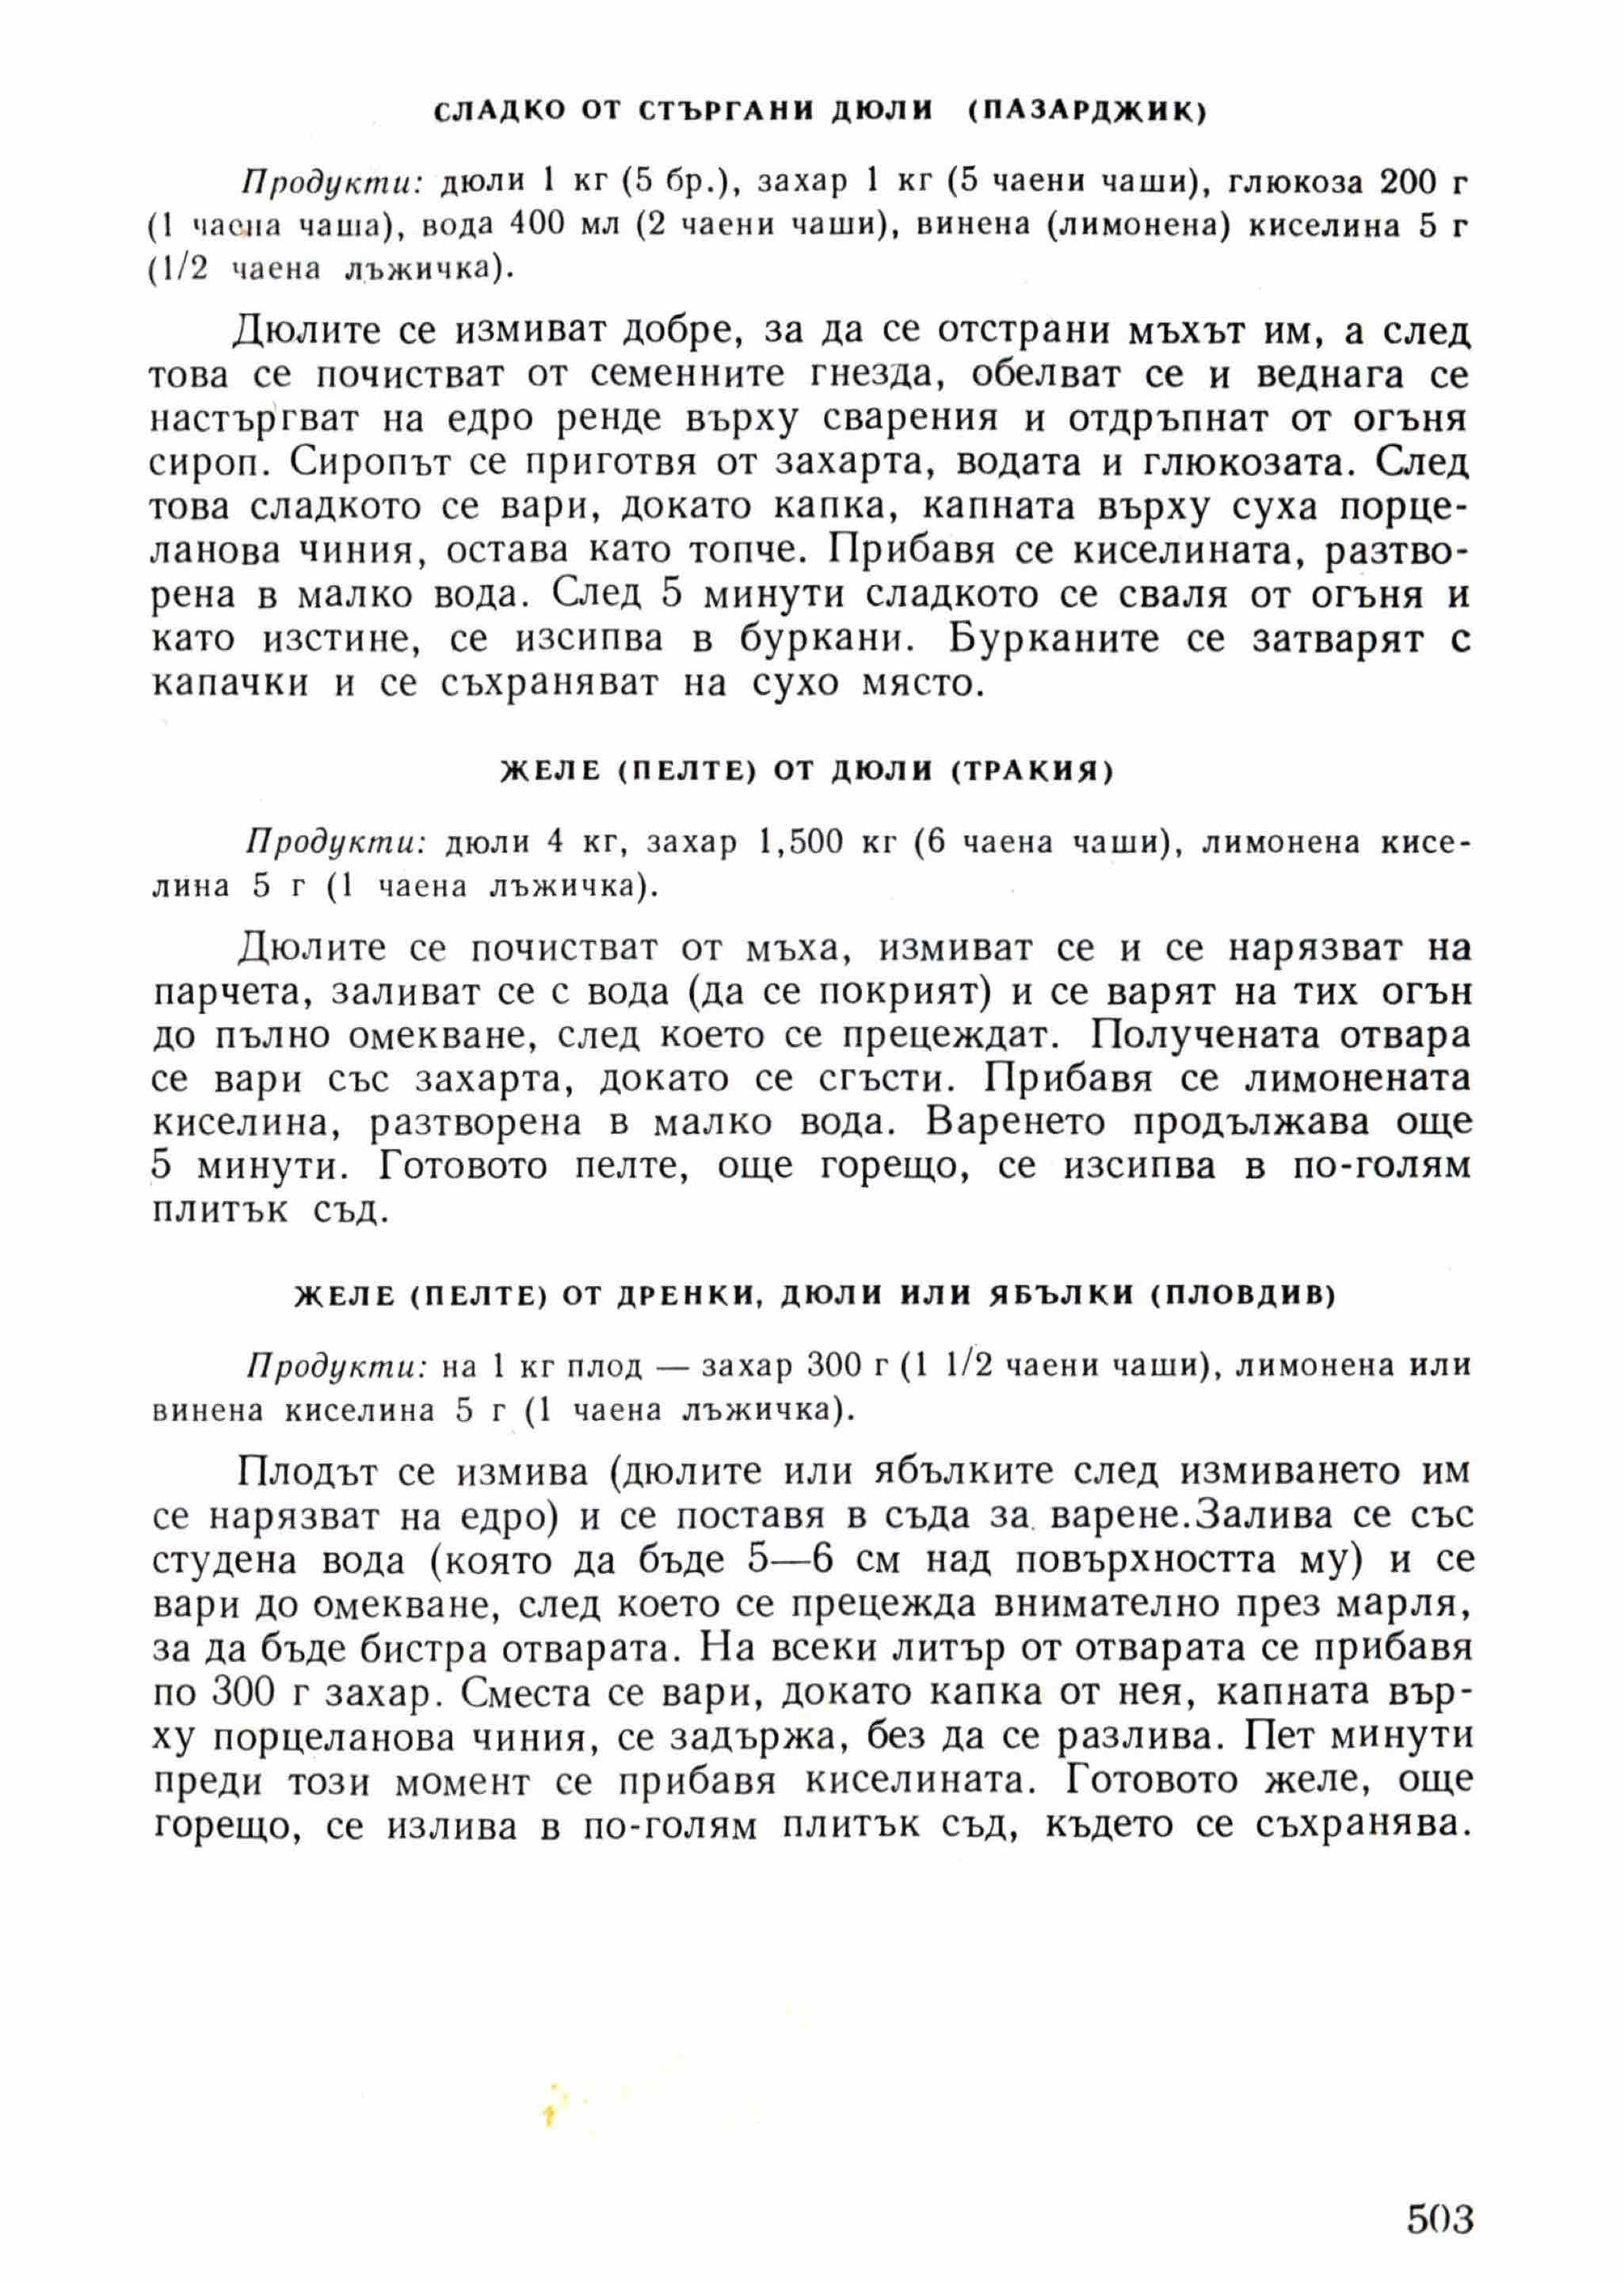 СЛАДКО ОТ СТЪРГАНИ ДЮЛИ (ПАЗАРДЖИК)
Продукти: дюли 1 кг (5 бр.), захар 1 кг (5 чаени чаши), глюкоза 200 г
(1 чаена чаша), вода 400 мл (2 чаени чаши), винена (лимонена) киселина 5 г
(1/2 чаена лъжичка).
Дюлите се измиват добре, за да се отстрани мъхът им, а след
това се почистват от семенните гнезда, обелват се и веднага се
настъргват на едро ренде върху сварения и отдръпнат от огъня
сироп. Сиропът се приготвя от захарта, водата и глюкозата. След
това сладкото се вари, докато капка, капната върху суха порце-
ланова чиния, остава като топче. Прибавя се киселината, разтво-
рена в малко вода. След 5 минути сладкото се сваля от огъня и
като изстине, се изсипва в буркани. Бурканите се затварят с
капачки и се съхраняват на сухо място.
ЖЕЛЕ (ПЕЛТЕ) ОТ ДЮЛИ (ТРАКИЯ)
Продукти: дюли 4 кг, захар 1,500 кг (6 чаена чаши), лимонена кисе-
лина 5 г (1 чаена лъжичка).
Дюлите се почистват от мъха, измиват се и се нарязват на
парчета, заливат се с вода (да се покрият) и се варят на тих огън
до пълно омекване, след което се прецеждат. Получената отвара
се вари със захарта, докато се сгъсти. Прибавя се лимонената
киселина, разтворена в малко вода. Варенето продължава още
5 минути. Готовото пелте, още горещо, се изсипва в по-голям
плитък съд.
ЖЕЛЕ (ПЕЛТЕ) ОТ ДРЕНКИ, ДЮЛИ ИЛИ ЯБЪЛКИ (ПЛОВДИВ)
Продукти: на 1 кг плод — захар 300 г (1 1/2 чаени чаши), лимонена или
винена киселина 5 г (1 чаена лъжичка).
Плодът се измива (дюлите или ябълките след измиването им
се нарязват на едро) и се поставя в съда за варене.Залива се със
студена вода (която да бъде 5—6 см над повърхността му) и се
вари до омекване, след което се прецежда внимателно през марля,
за да бъде бистра отварата. На всеки литър от отварата се прибавя
по 300 г захар. Сместа се вари, докато капка от нея, капната вър-
ху порцеланова чиния, се задържа, без да се разлива. Пет минути
преди този момент се прибавя киселината. Готовото желе, още
горещо, се излива в по-голям плитък съд, където се съхранява.
503